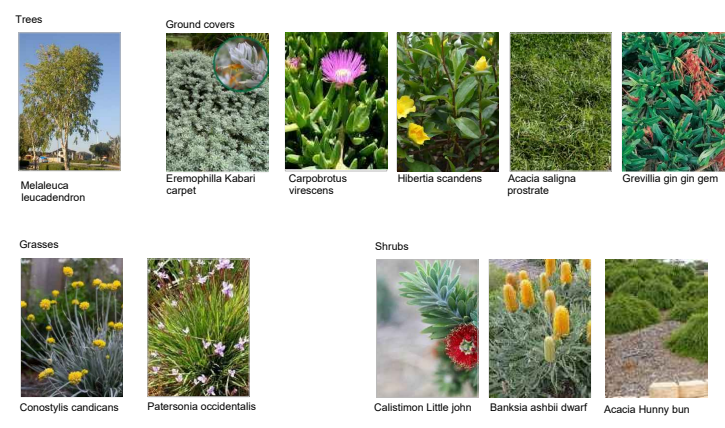 Trees
Ground covers
Melaleuca
leucadendron
Eremophilla Kabari
carpet
Carpobrotus
virescens
Hibertia scandens
Acacia saligna
prostrate
Grevillia gin gin gem
Grasses
Shrubs
Conostylis candicans
Patersonia occidentalis
Calistimon Little john
Banksia ashbii dwarf
Acacia Hunny bun